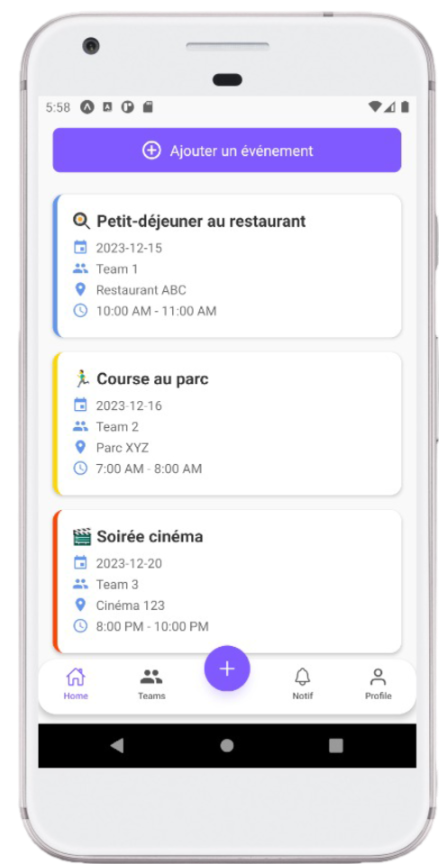 5:58
Ajouter un événement
Petit-déjeuner au restaurant
2023-12-15
Team 1
Restaurant ABC
10:00 AM - 11:00 AM
Course au parc
2023-12-16
Team 2
Parc XYZ
7:00 AM - 8:00 AM
Soirée cinéma
2023-12-20
Team 3
Cinéma 123
8:00 PM - 10:00 PM
Home
Teams
Notif
Profile